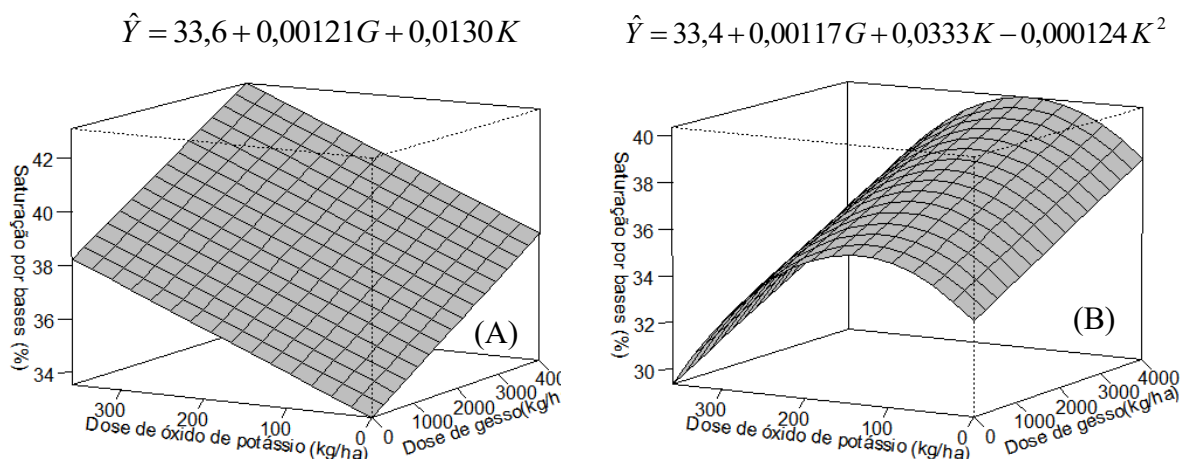 Ŷ = 33,6 + 0,00121G + 0,0130K
Ŷ = 33,4 + 0,00117G + 0,0333K − 0,000124K²
Saturação por bases (%)
42
40
38
36
34
300
200
100
0
Dose de óxido de potássio (kg/ha)
0
1000
2000
3000
400
Dose de gesso(kg/h
(A)
Saturação por bases (%)
40
38
36
34
32
30
300
200
100
0
Dose de óxido de potássio (kg/ha)
0
1000
2000
3000
4000
Dose de gesso(kg/ha)
(B)